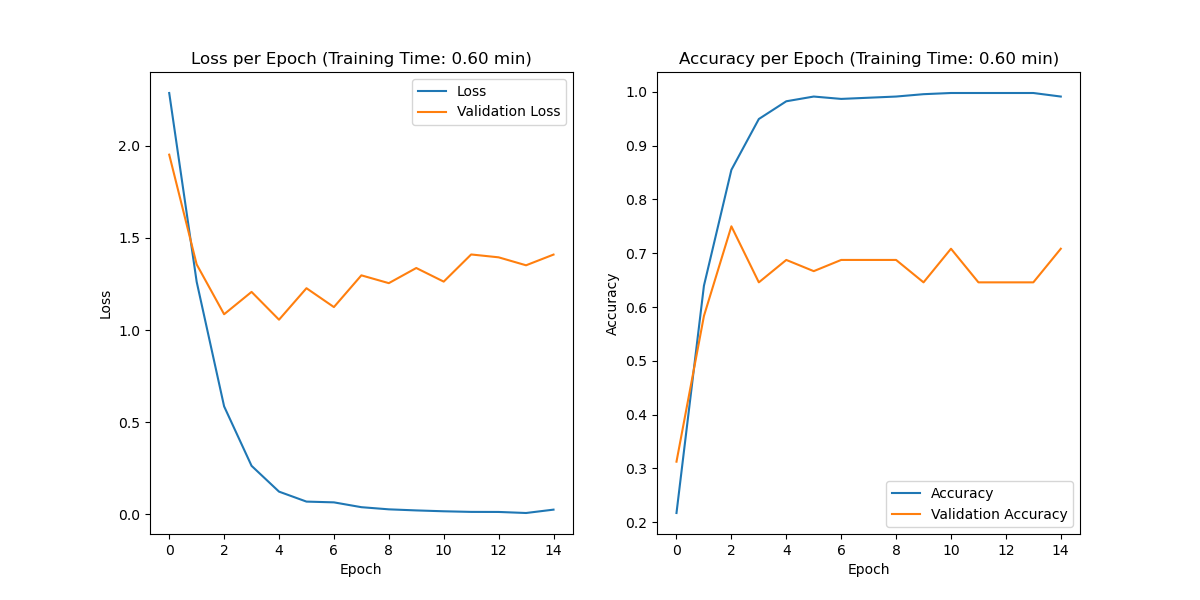 Loss per Epoch (Training Time: 0.60 min)
Loss
Validation Loss
2.0
1.5
1.0
0.5
0.0
Loss
0 2 4 6 8 10 12 14
Epoch
Accuracy per Epoch (Training Time: 0.60 min)
1.0
0.9
0.8
0.7
0.6
0.5
0.4
0.3
0.2
Accuracy
Accuracy
Validation Accuracy
0 2 4 6 8 10 12 14
Epoch